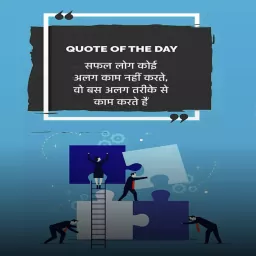 QUOTE OF THE DAY
सफल लोग कोई
अलग काम नहीं करते,
वो बस अलग तरीके से
काम करते हैं